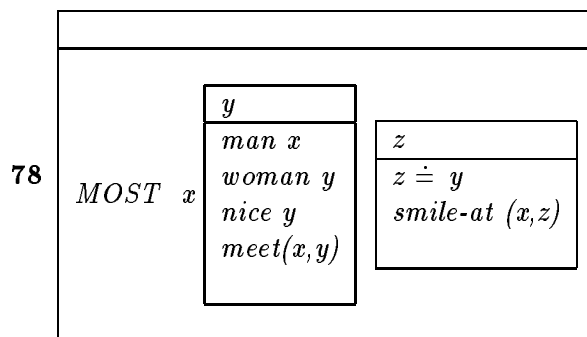 78
MOST x
y
man x
woman y
nice y
meet(x,y)
z
z ≐ y
smile-at (x,z)